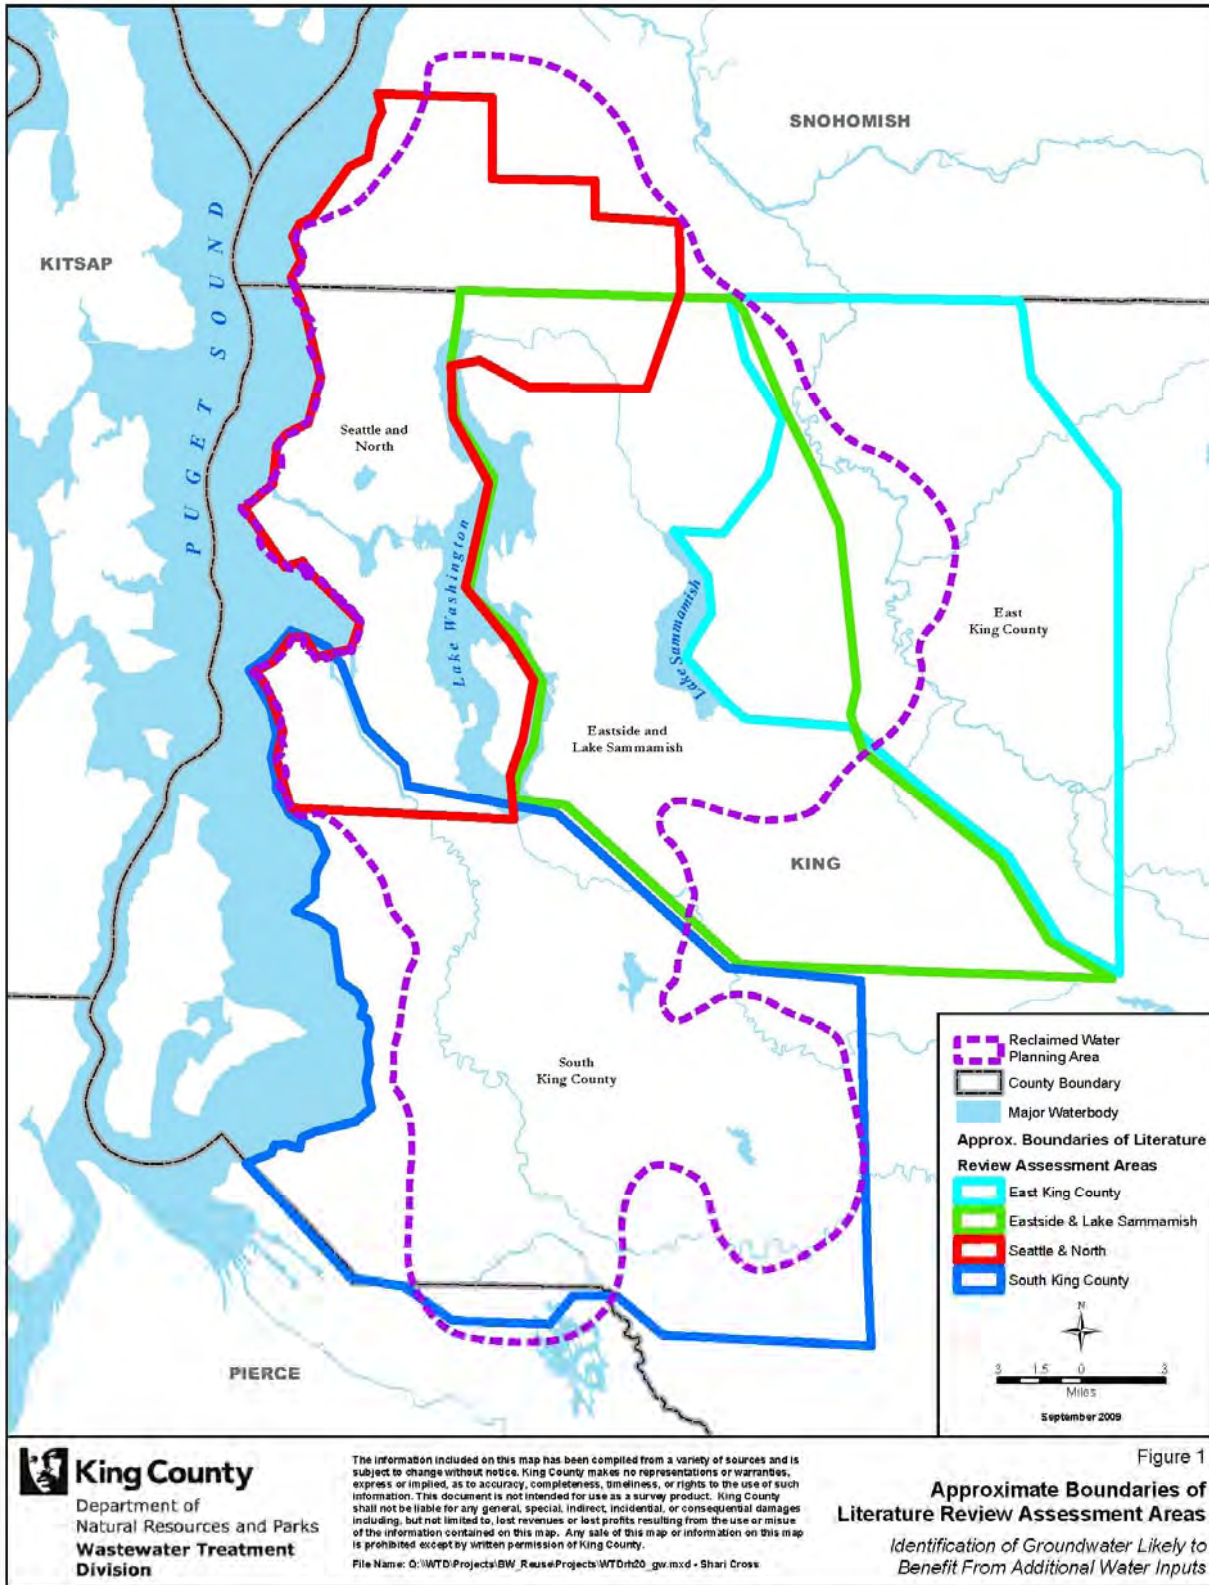 SNOHOMISH
KITSAP
PUGET SOUND
Seattle and
North
Lake Washington
Lake Sammamish
East
King County
Eastside and
Lake Sammamish
KING
South
King County
PIERCE
Reclaimed Water
Planning Area
County Boundary
Major Waterbody
Approx. Boundaries of Literature
Review Assessment Areas
East King County
Eastside & Lake Sammamish
Seattle & North
South King County
N
3 1.5 0 3
Miles
September 2009
King County
Department of
Natural Resources and Parks
Wastewater Treatment
Division
The information included on this map has been compiled from a variety of sources and is
subject to change without notice. King County makes no representations or warranties,
express or implied, as to accuracy, completeness, timeliness, or rights to the use of such
information. This document is not intended for use as a survey product. King County
shall not be liable for any general, special, indirect, incidental, or consequential damages
including, but not limited to, lost revenues or lost profits resulting from the use or misuse
of the information contained on this map. Any sale of this map or information on this map
is prohibited except by written permission of King County.
File Name: Q:\\WTD\Projects\BW_Reuse\Projects\WTDrh20_gw.mxd - Shari Cross
Figure 1
Approximate Boundaries of
Literature Review Assessment Areas
Identification of Groundwater Likely to
Benefit From Additional Water Inputs